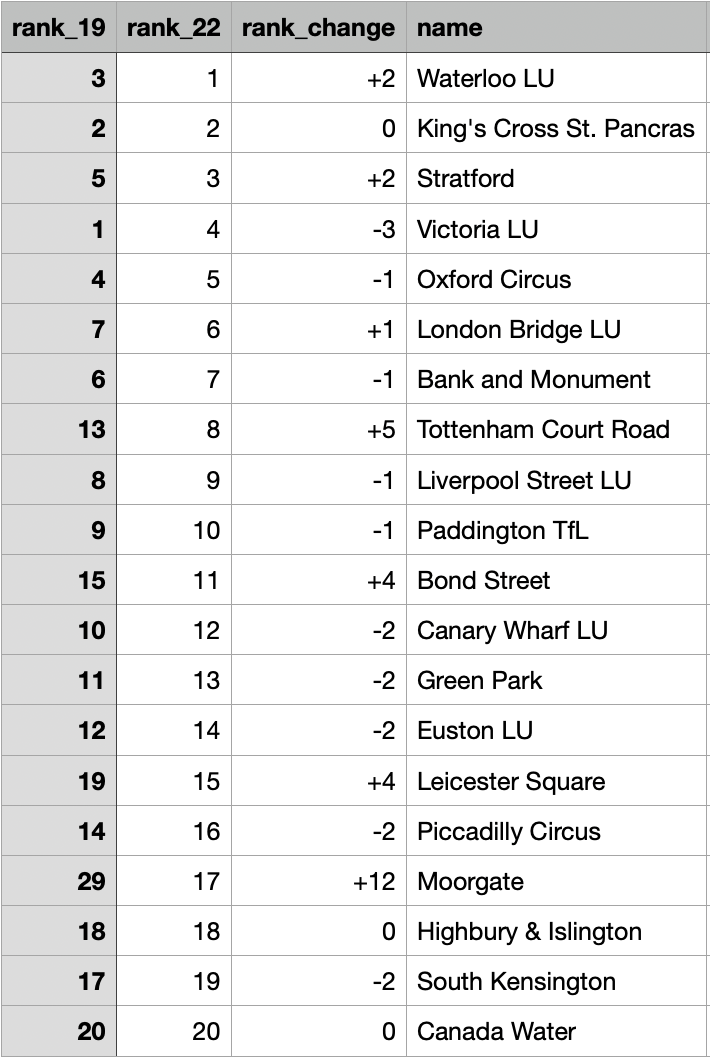 rank_19 rank_22 rank_change name
3 1 +2 Waterloo LU
2 2 0 King's Cross St. Pancras
5 3 +2 Stratford
1 4 -3 Victoria LU
4 5 -1 Oxford Circus
7 6 +1 London Bridge LU
6 7 -1 Bank and Monument
13 8 +5 Tottenham Court Road
8 9 -1 Liverpool Street LU
9 10 -1 Paddington TfL
15 11 +4 Bond Street
10 12 -2 Canary Wharf LU
11 13 -2 Green Park
12 14 -2 Euston LU
19 15 +4 Leicester Square
14 16 -2 Piccadilly Circus
29 17 +12 Moorgate
18 18 0 Highbury & Islington
17 19 -2 South Kensington
20 20 0 Canada Water